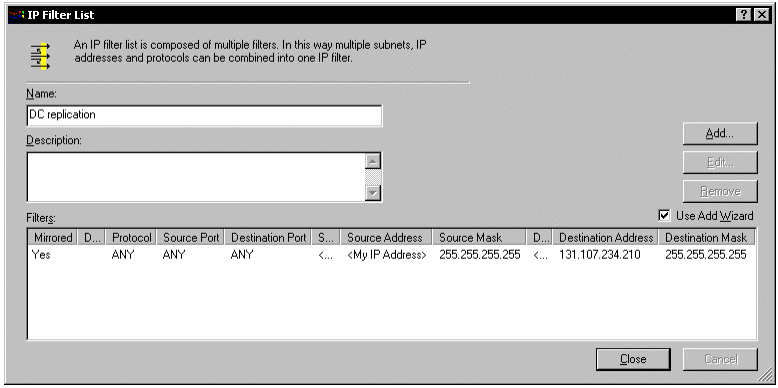 IP Filter List
An IP filter list is composed of multiple filters. In this way multiple subnets, IP
addresses and protocols can be combined into one IP filter.
Name:
DC replication
Description:
Add...
Edit...
Remove
Use Add Wizard
Filters:
Mirrored D... Protocol Source Port Destination Port S... Source Address Source Mask D... Destination Address Destination Mask
Yes ANY ANY ANY <... <My IP Address> 255.255.255.255 <... 131.107.234.210 255.255.255.255
Close
Cancel